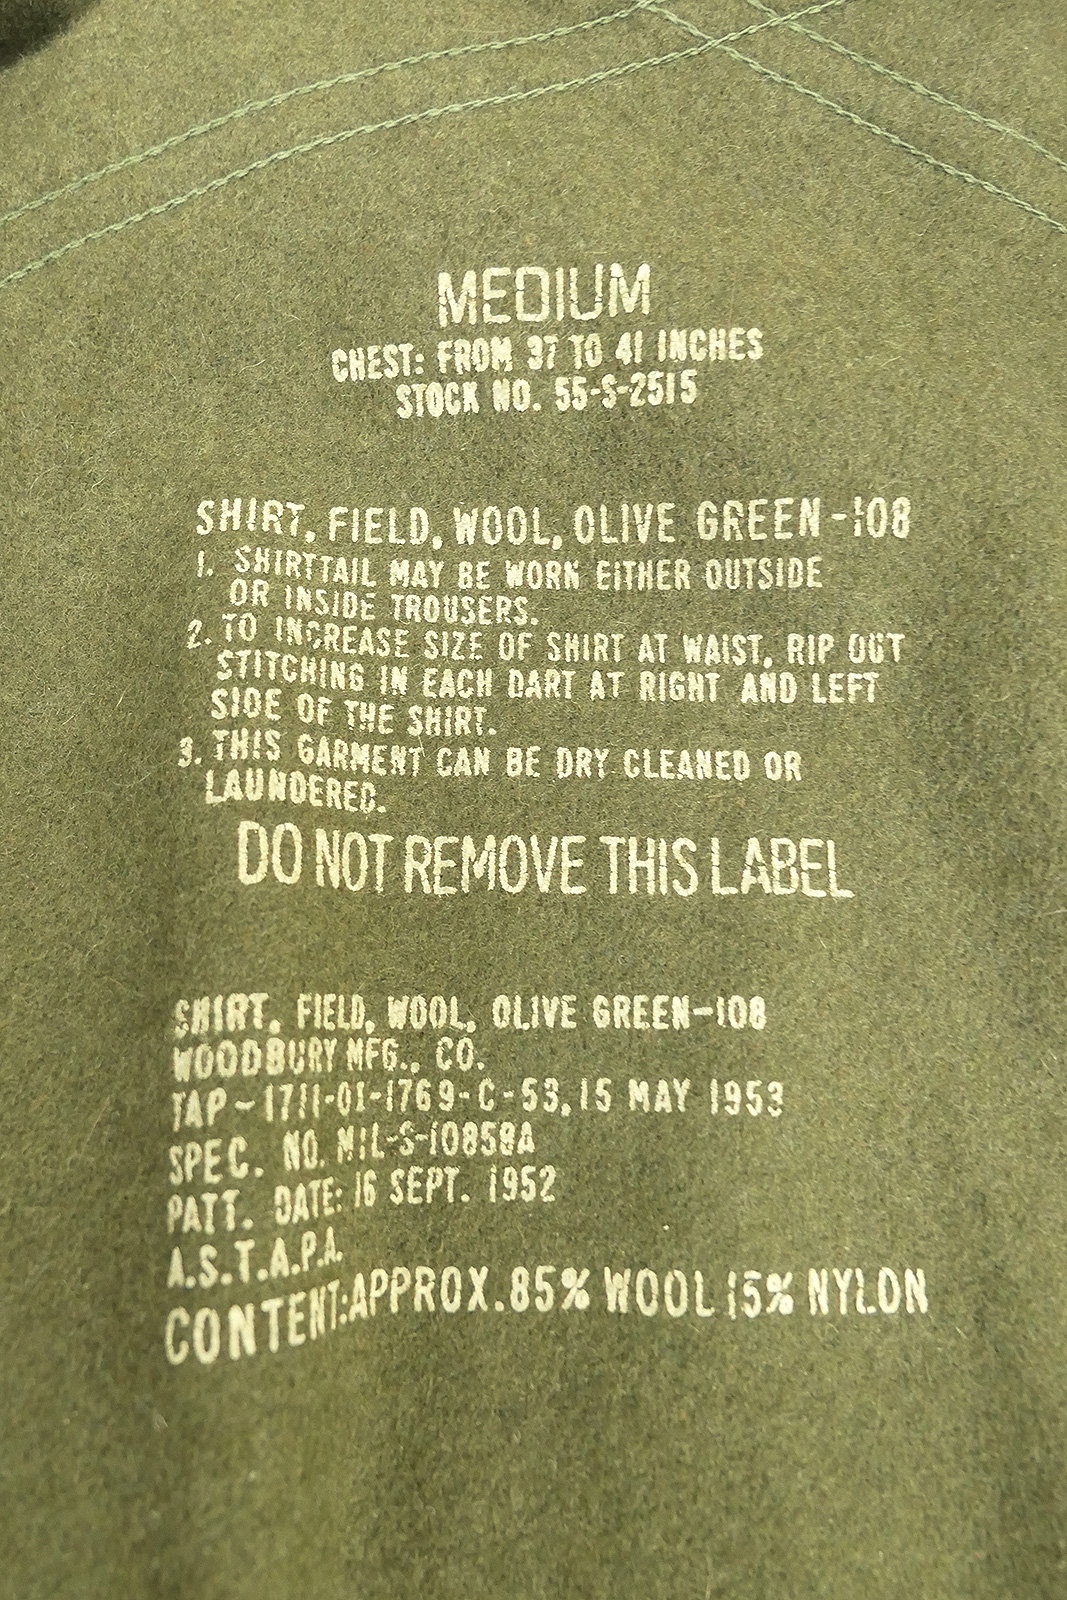 MEDIUM
CHEST: FROM 37 TO 41 INCHES
STOCK NO. 55-S-2515
SHIRT, FIELD, WOOL, OLIVE GREEN-108
1. SHIRTTAIL MAY BE WORN EITHER OUTSIDE
OR INSIDE TROUSERS.
2. TO INCREASE SIZE OF SHIRT AT WAIST, RIP OUT
STITCHING IN EACH DART AT RIGHT AND LEFT
SIDE OF THE SHIRT.
3. THIS GARMENT CAN BE DRY CLEANED OR
LAUNDERED.
DO NOT REMOVE THIS LABEL
SHIRT, FIELD, WOOL, OLIVE GREEN-108
WOODBURY MFG., CO.
TAP-1711-01-1769-C-53, 15 MAY 1953
SPEC. NO. MIL-S-10858A
PATT. DATE: 16 SEPT. 1952
A.S.T.A.P.A.
CONTENT: APPROX. 85% WOOL 15% NYLON